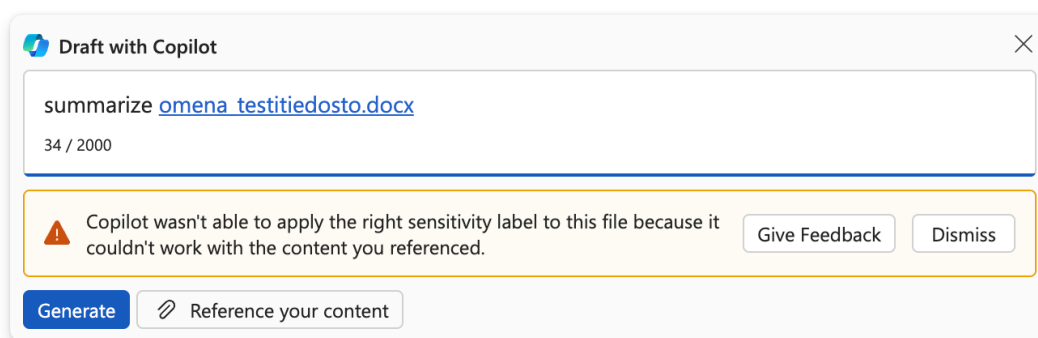 Draft with Copilot
summarize omena_testitiedosto.docx
34 / 2000
Copilot wasn't able to apply the right sensitivity label to this file because it
couldn't work with the content you referenced.
Give Feedback
Dismiss
Generate
Reference your content